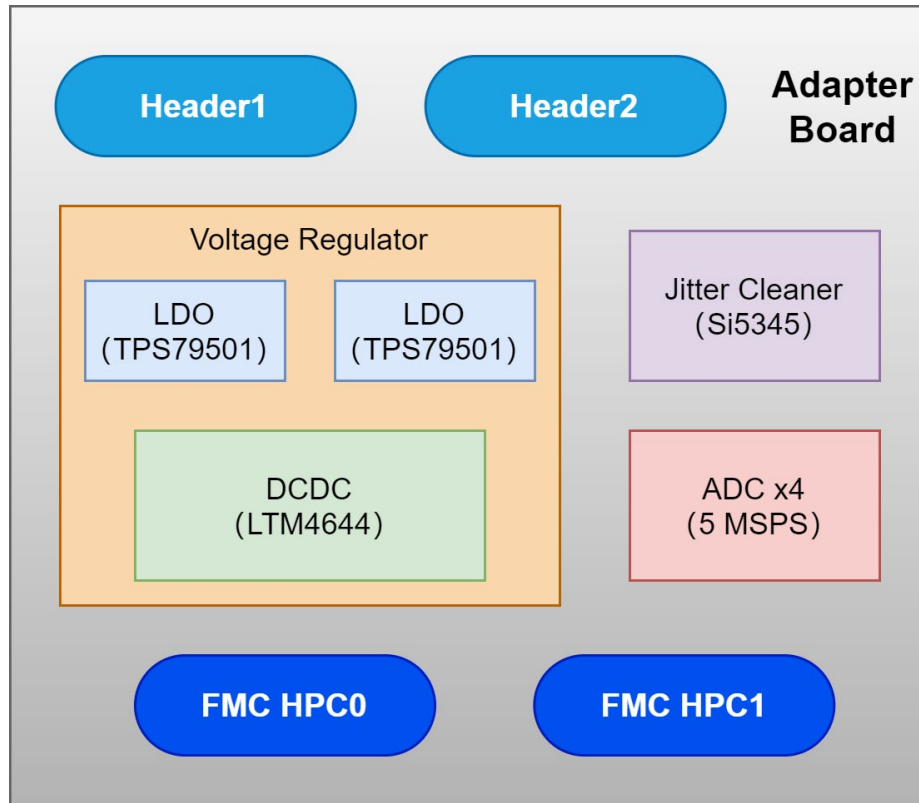 Header1
Header2
Adapter
Board
Voltage Regulator
LDO
(TPS79501)
LDO
(TPS79501)
DCDC
(LTM4644)
Jitter Cleaner
(Si5345)
ADC x4
(5 MSPS)
FMC HPC0
FMC HPC1